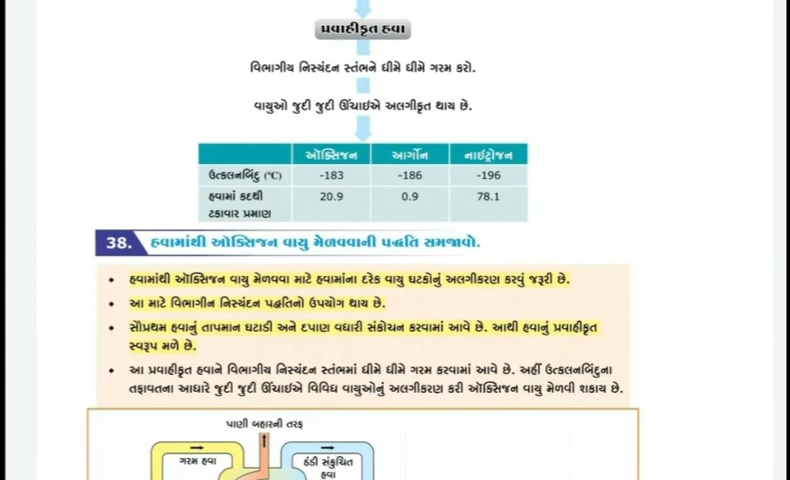 પ્રવાહીકૃત હવા
વિભાગીય નિસ્યંદન સ્તંભને ધીમે ધીમે ગરમ કરો.
વાયુઓ જુદી જુદી ઊંચાઈએ અલગીકૃત થાય છે.
ઑક્સિજન આર્ગોન નાઈટ્રોજન
ઉત્કલનબિંદુ (°C) -183 -186 -196
હવામાં કદથી 20.9 0.9 78.1
ટકાવાર પ્રમાણ
38. હવામાંથી ઑક્સિજન વાયુ મેળવવાની પદ્ધતિ સમજાવો.
• હવામાંથી ઑક્સિજન વાયુ મેળવવા માટે હવામાંના દરેક વાયુ ઘટકોનું અલગીકરણ કરવું જરૂરી છે.
• આ માટે વિભાગીન નિસ્યંદન પદ્ધતિનો ઉપયોગ થાય છે.
• સૌપ્રથમ હવાનું તાપમાન ઘટાડી અને દપાણ વધારી સંકોચન કરવામાં આવે છે. આથી હવાનું પ્રવાહીકૃત
સ્વરૂપ મળે છે.
• આ પ્રવાહીકૃત હવાને વિભાગીય નિસ્યંદન સ્તંભમાં ધીમે ધીમે ગરમ કરવામાં આવે છે. અહીં ઉત્કલનબિંદુના
તફાવતના આધારે જુદી જુદી ઊંચાઈએ વિવિધ વાયુઓનું અલગીકરણ કરી ઑક્સિજન વાયુ મેળવી શકાય છે.
પાણી બહારની તરફ
ગરમ હવા
ઠંડી સંકુચિત
હવા